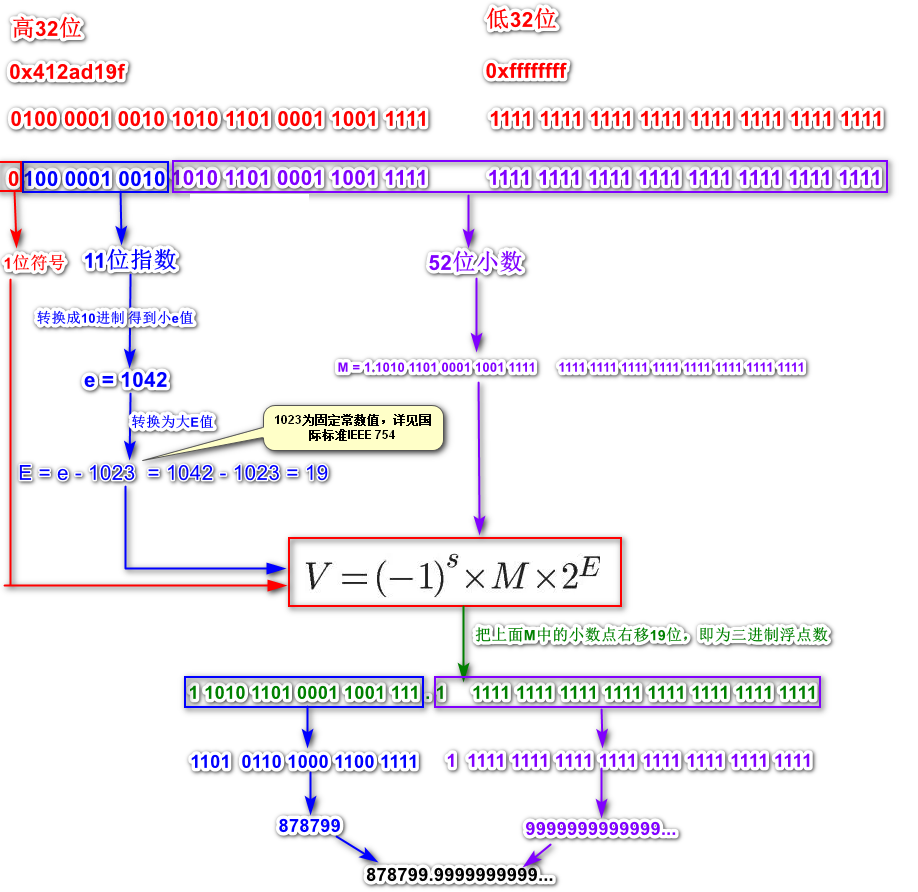 高32位
低32位
0x412ad19f
0xffffffff
0100 0001 0010 1010 1101 0001 1001 1111
1111 1111 1111 1111 1111 1111 1111 1111
0
100 0001 0010
1010 1101 0001 1001 1111
1111 1111 1111 1111 1111 1111 1111 1111
1位符号
11位指数
52位小数
转换成10进制 得到小e值
M = 1.1010 1101 0001 1001 1111
1111 1111 1111 1111 1111 1111 1111 1111
e = 1042
转换为大E值
1023为固定常数值，详见国
际标准IEEE 754
E = e - 1023 = 1042 - 1023 = 19
V = (−1)^s × M × 2^E
把上面M中的小数点右移19位，即为三进制浮点数
1 1010 1101 0001 1001 111 . 1 1111 1111 1111 1111 1111 1111 1111 1111
1101 0110 1000 1100 1111
1 1111 1111 1111 1111 1111 1111 1111 1111
878799
9999999999999...
878799.9999999999...